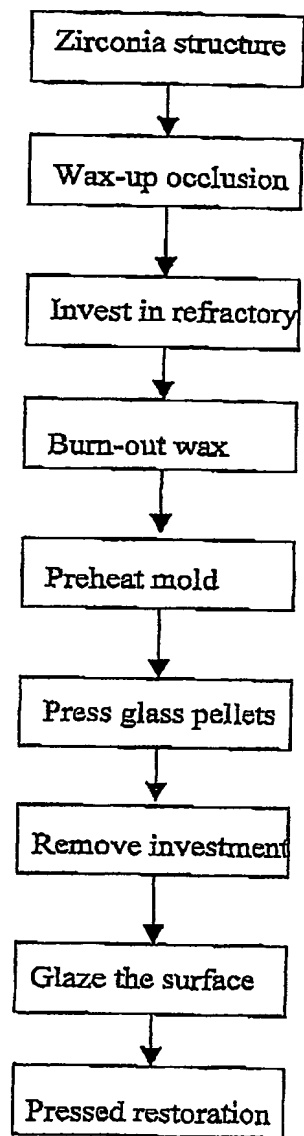 Zirconia structure
Wax-up occlusion
Invest in refractory
Burn-out wax
Preheat mold
Press glass pellets
Remove investment
Glaze the surface
Pressed restoration